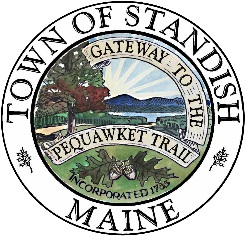 TOWN OF STANDISH
GATEWAY TO THE
PEQUAWKET TRAIL
INCORPORATED 1785
MAINE